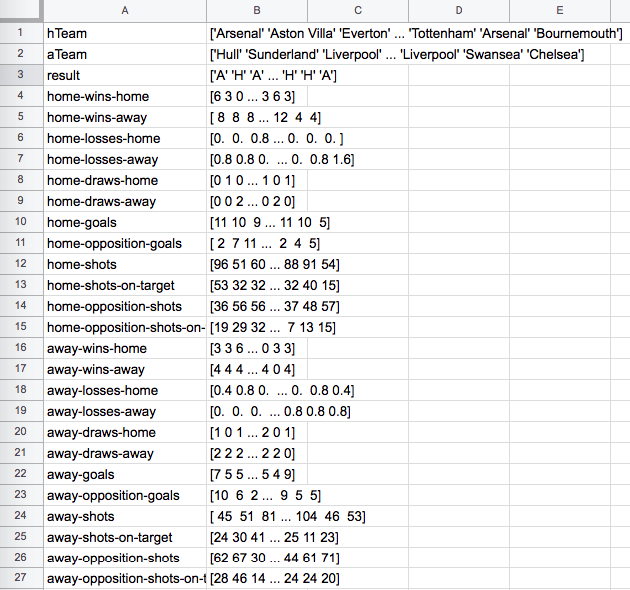 A B C D E
1 hTeam ['Arsenal' 'Aston Villa' 'Everton' ... 'Tottenham' 'Arsenal' 'Bournemouth']
2 aTeam ['Hull' 'Sunderland' 'Liverpool' ... 'Liverpool' 'Swansea' 'Chelsea']
3 result ['A' 'H' 'A' ... 'H' 'H' 'A']
4 home-wins-home [6 3 0 ... 3 6 3]
5 home-wins-away [ 8 8 8 ... 12 4 4]
6 home-losses-home [0. 0. 0.8 ... 0. 0. 0. ]
7 home-losses-away [0.8 0.8 0. ... 0. 0.8 1.6]
8 home-draws-home [0 1 0 ... 1 0 1]
9 home-draws-away [0 0 2 ... 0 2 0]
10 home-goals [11 10 9 ... 11 10 5]
11 home-opposition-goals [ 2 7 11 ... 2 4 5]
12 home-shots [96 51 60 ... 88 91 54]
13 home-shots-on-target [53 32 32 ... 32 40 15]
14 home-opposition-shots [36 56 56 ... 37 48 57]
15 home-opposition-shots-on- [19 29 32 ... 7 13 15]
16 away-wins-home [3 3 6 ... 0 3 3]
17 away-wins-away [4 4 4 ... 4 0 4]
18 away-losses-home [0.4 0.8 0. ... 0. 0.8 0.4]
19 away-losses-away [0. 0. 0. ... 0.8 0.8 0.8]
20 away-draws-home [1 0 1 ... 2 0 1]
21 away-draws-away [2 2 2 ... 2 2 0]
22 away-goals [7 5 5 ... 5 4 9]
23 away-opposition-goals [10 6 2 ... 9 5 5]
24 away-shots [ 45 51 81 ... 104 46 53]
25 away-shots-on-target [24 30 41 ... 25 11 23]
26 away-opposition-shots [62 67 30 ... 44 61 71]
27 away-opposition-shots-on-t [28 46 14 ... 24 24 20]